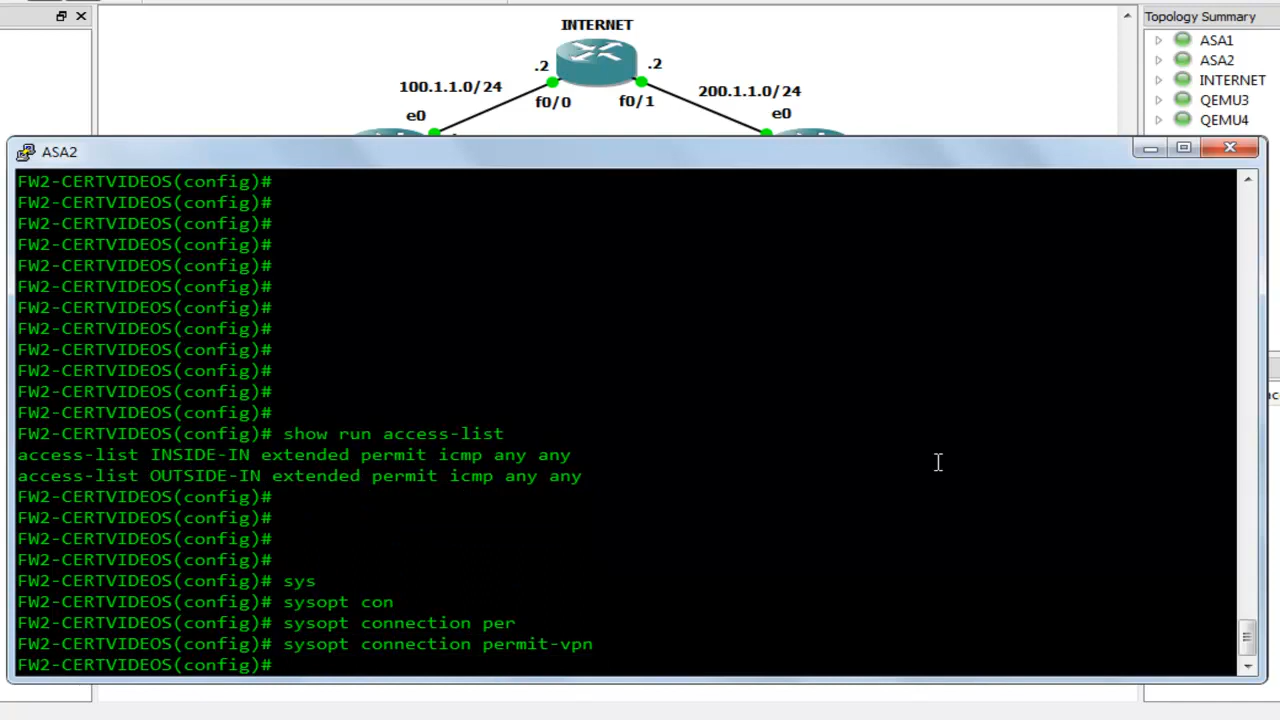 INTERNET
Topology Summary
ASA1
ASA2
INTERNET
QEMU3
QEMU4
.2
.2
100.1.1.0/24
200.1.1.0/24
f0/0
f0/1
e0
e0
ASA2
FW2-CERTVIDEOS(config)#
FW2-CERTVIDEOS(config)#
FW2-CERTVIDEOS(config)#
FW2-CERTVIDEOS(config)#
FW2-CERTVIDEOS(config)#
FW2-CERTVIDEOS(config)#
FW2-CERTVIDEOS(config)#
FW2-CERTVIDEOS(config)#
FW2-CERTVIDEOS(config)#
FW2-CERTVIDEOS(config)#
FW2-CERTVIDEOS(config)#
FW2-CERTVIDEOS(config)#
FW2-CERTVIDEOS(config)# show run access-list
access-list INSIDE-IN extended permit icmp any any
access-list OUTSIDE-IN extended permit icmp any any
FW2-CERTVIDEOS(config)#
FW2-CERTVIDEOS(config)#
FW2-CERTVIDEOS(config)#
FW2-CERTVIDEOS(config)#
FW2-CERTVIDEOS(config)# sys
FW2-CERTVIDEOS(config)# sysopt con
FW2-CERTVIDEOS(config)# sysopt connection per
FW2-CERTVIDEOS(config)# sysopt connection permit-vpn
FW2-CERTVIDEOS(config)#